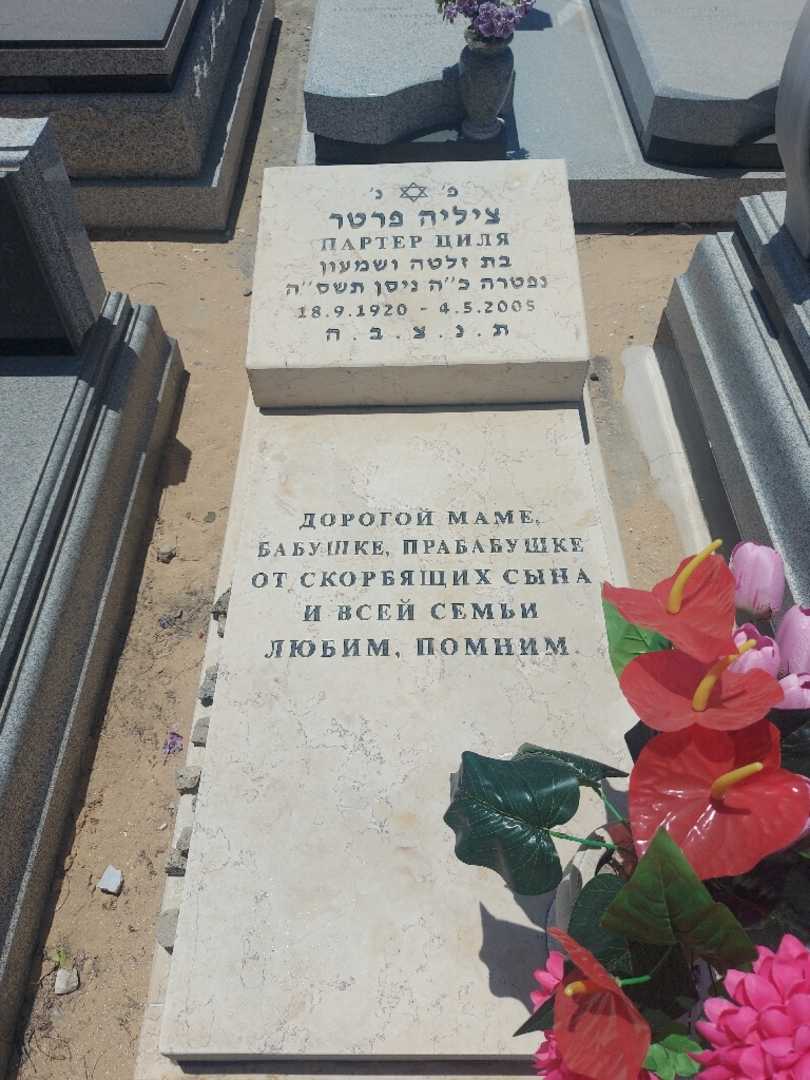 פ' נ'
ציליה פרטר
ПАРТЕР ЦИЛЯ
בת זלטה ושמעון
נפטרה כ''ה ניסן תשס''ה
18.9.1920 - 4.5.2005
ת.נ.צ.ב.ה
ДОРОГОЙ МАМЕ,
БАБУШКЕ, ПРАБАБУШКЕ
ОТ СКОРБЯЩИХ СЫНА
И ВСЕЙ СЕМЬИ
ЛЮБИМ, ПОМНИМ.